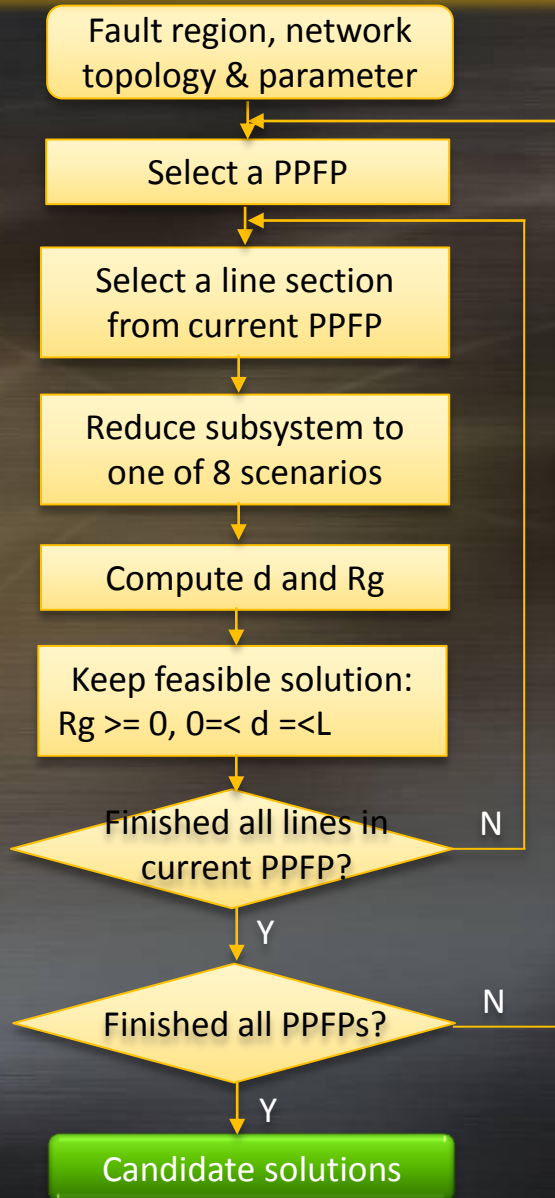 Fault region, network
topology & parameter
Select a PPFP
Select a line section
from current PPFP
Reduce subsystem to
one of 8 scenarios
Compute d and Rg
Keep feasible solution:
Rg >= 0, 0=< d =<L
Finished all lines in
current PPFP?
N
Y
Finished all PPFPs?
N
Y
Candidate solutions